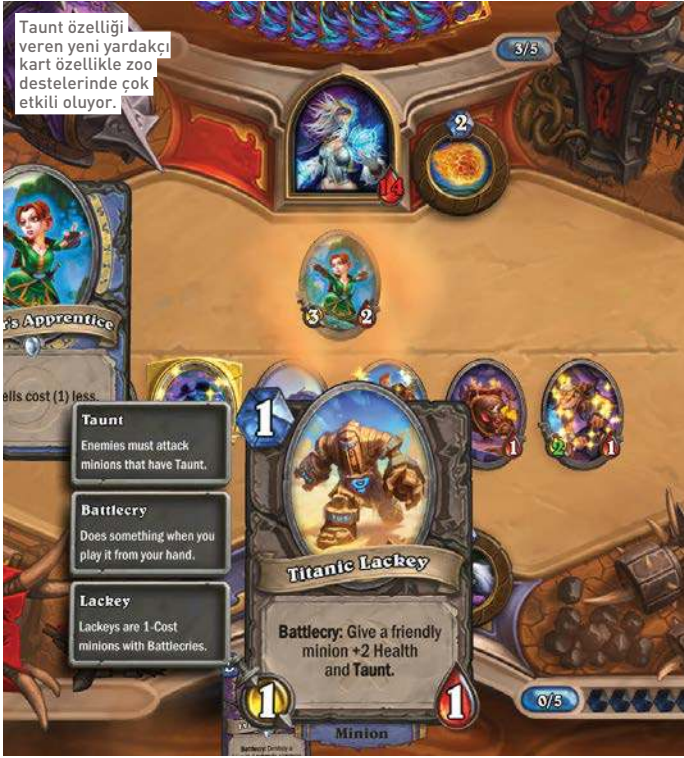 Taunt özelliği
veren yeni yardakçı
kart özellikle zoo
destelerinde çok
etkili oluyor.
3/5
2
14
3 2
Apprentice
cost (1) less.
1
1
2 1
Taunt
Enemies must attack
minions that have Taunt.
Battlecry
Does something when you
play it from your hand.
Lackey
Lackeys are 1-Cost
minions with Battlecries.
Titanic Lackey
Battlecry: Give a friendly
minion +2 Health
and Taunt.
1
1
Minion
0/5
Battlecry: Destroy a